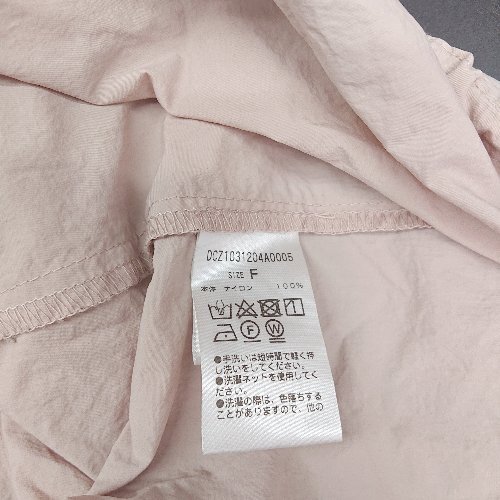 DCZ1031204A0005
SIZE F
本体 ナイロン 100%
●手洗いは短時間で軽く押
し洗いをしてください。
●洗濯ネットを使用してく
ださい。
●洗濯の際は、色落ちする
ことがありますので、他の